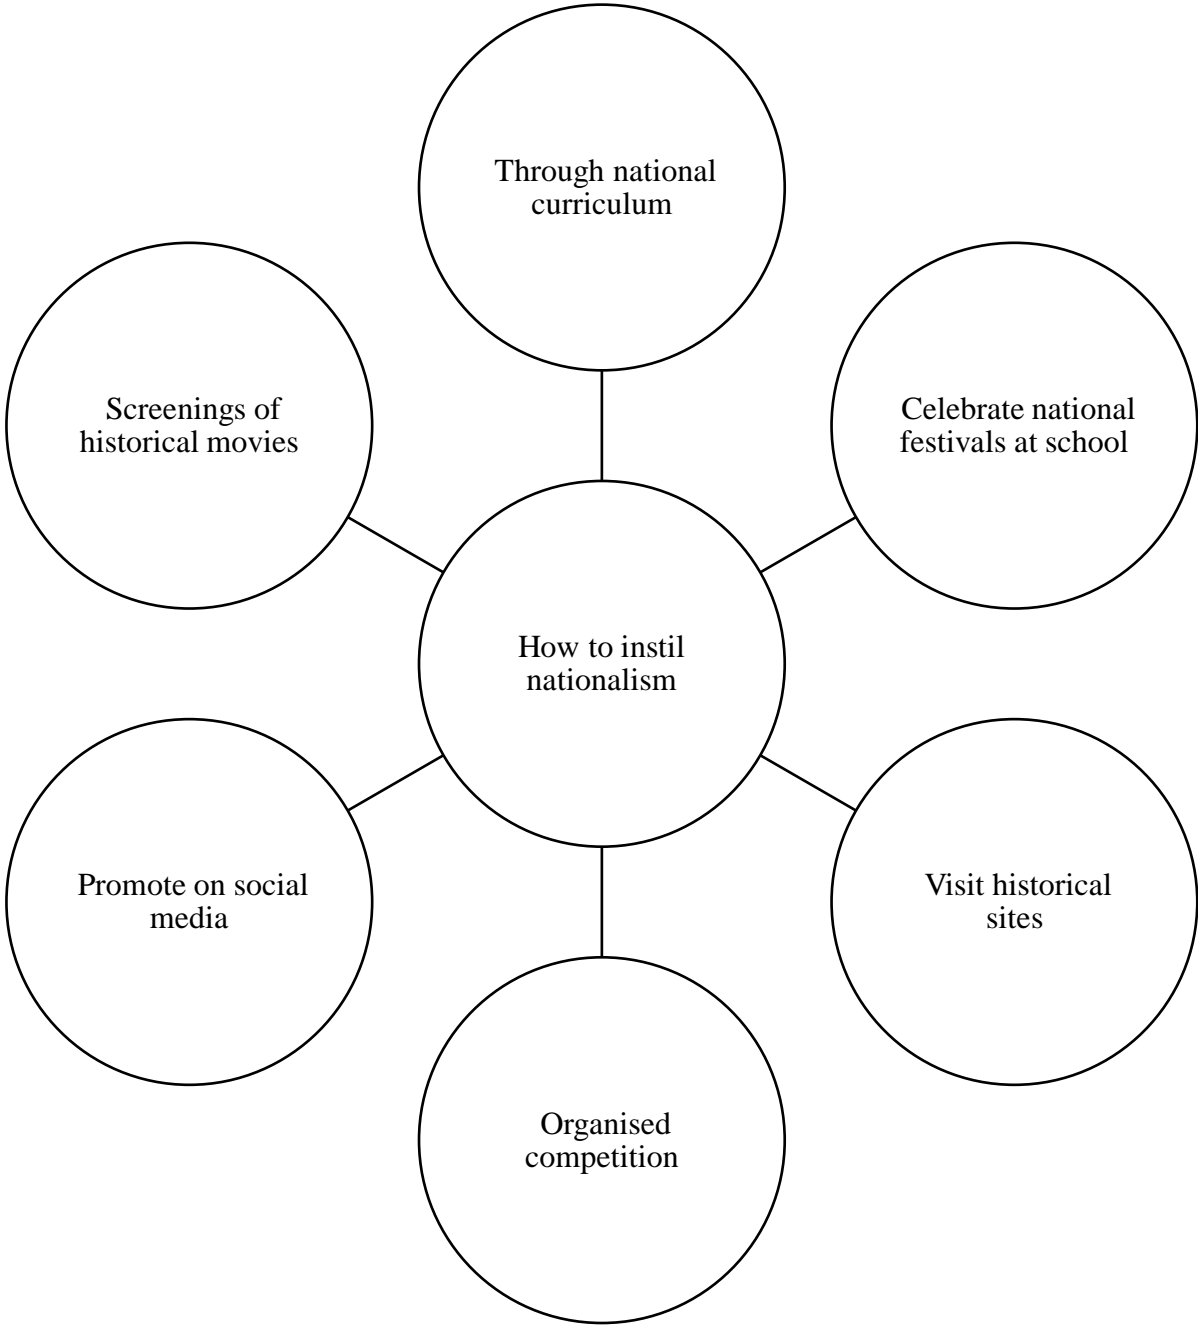 Through national
curriculum
Screenings of
historical movies
Celebrate national
festivals at school
How to instil
nationalism
Promote on social
media
Visit historical
sites
Organised
competition